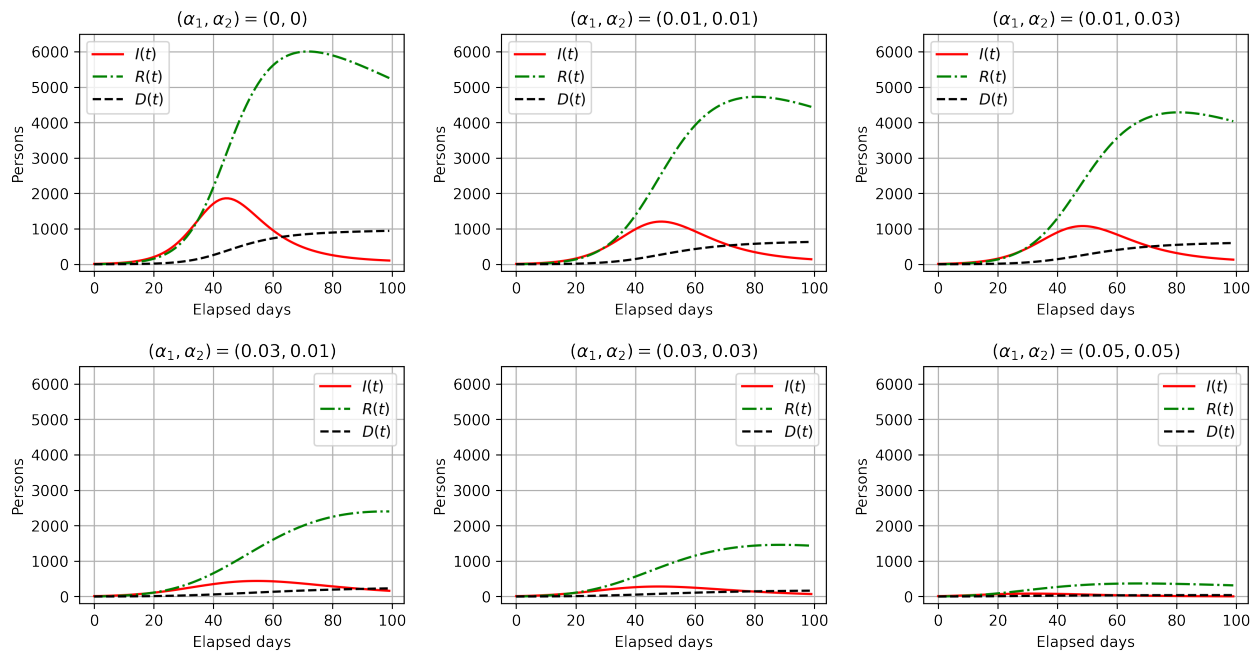 (α₁, α₂) = (0, 0)
6000
5000
4000
3000
2000
1000
0
Persons
I(t)
R(t)
D(t)
0 20 40 60 80 100
Elapsed days
(α₁, α₂) = (0.01, 0.01)
6000
5000
4000
3000
2000
1000
0
Persons
I(t)
R(t)
D(t)
0 20 40 60 80 100
Elapsed days
(α₁, α₂) = (0.01, 0.03)
6000
5000
4000
3000
2000
1000
0
Persons
I(t)
R(t)
D(t)
0 20 40 60 80 100
Elapsed days
(α₁, α₂) = (0.03, 0.01)
6000
5000
4000
3000
2000
1000
0
Persons
I(t)
R(t)
D(t)
0 20 40 60 80 100
Elapsed days
(α₁, α₂) = (0.03, 0.03)
6000
5000
4000
3000
2000
1000
0
Persons
I(t)
R(t)
D(t)
0 20 40 60 80 100
Elapsed days
(α₁, α₂) = (0.05, 0.05)
6000
5000
4000
3000
2000
1000
0
Persons
I(t)
R(t)
D(t)
0 20 40 60 80 100
Elapsed days